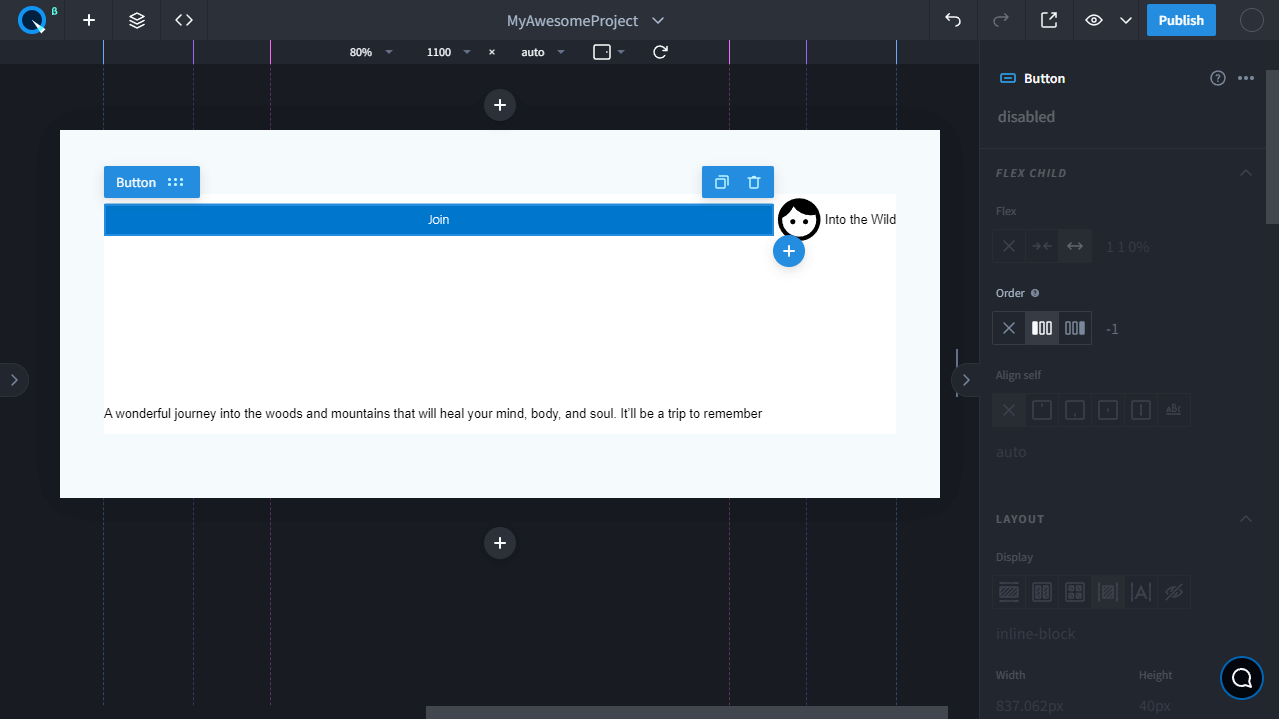 β
MyAwesomeProject
Publish
80%
1100
×
auto
Button
disabled
FLEX CHILD
Flex
1 1 0%
Order
-1
Align self
auto
LAYOUT
Display
inline-block
Width
Height
837.062px
40px
Button
Join
Into the Wild
A wonderful journey into the woods and mountains that will heal your mind, body, and soul. It'll be a trip to remember